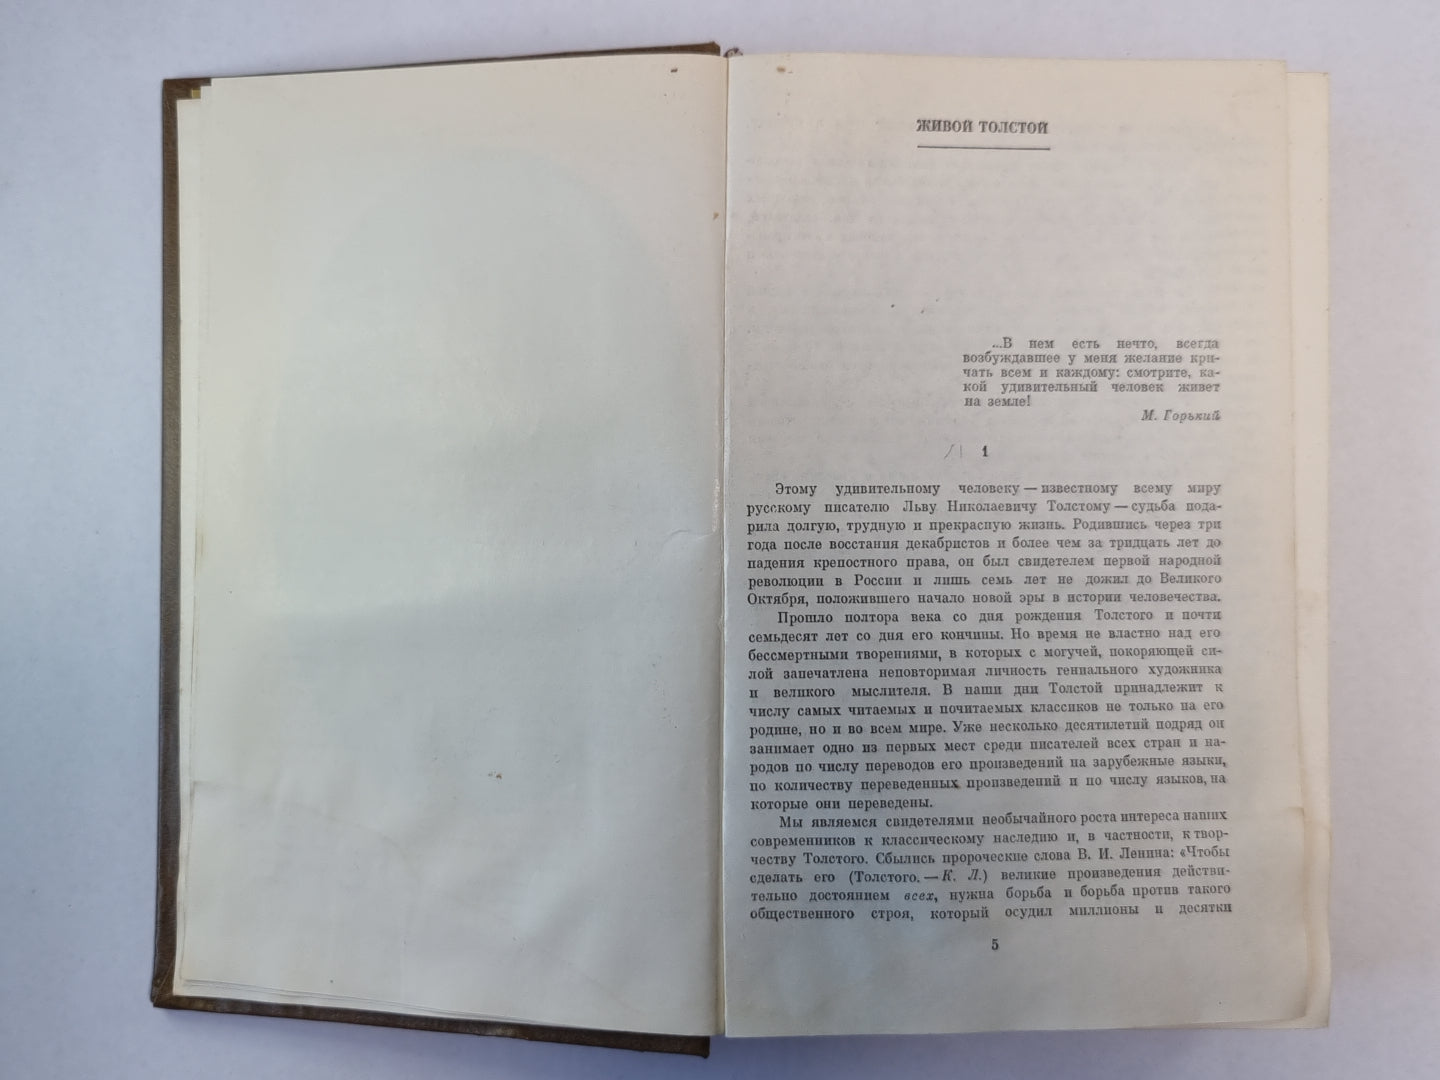 ЖИВОЙ ТОЛСТОЙ
...В нем есть нечто, всегда
возбуждавшее у меня желание кри-
чать всем и каждому: смотрите, ка-
кой удивительный человек живет
на земле!
М. Горький
1
Этому удивительному человеку — известному всему миру
русскому писателю Льву Николаевичу Толстому — судьба пода-
рила долгую, трудную и прекрасную жизнь. Родившись через три
года после восстания декабристов и более чем за тридцать лет до
падения крепостного права, он был свидетелем первой народной
революции в России и лишь семь лет не дожил до Великого
Октября, положившего начало новой эры в истории человечества.
Прошло полтора века со дня рождения Толстого и почти
семьдесят лет со дня его кончины. Но время не властно над его
бессмертными творениями, в которых с могучей, покоряющей си-
лой запечатлена неповторимая личность гениального художника
и великого мыслителя. В наши дни Толстой принадлежит к
числу самых читаемых и почитаемых классиков не только на его
родине, но и во всем мире. Уже несколько десятилетий подряд он
занимает одно из первых мест среди писателей всех стран и на-
родов по числу переводов его произведений на зарубежные языки,
по количеству переведенных произведений и по числу языков, на
которые они переведены.
Мы являемся свидетелями необычайного роста интереса наших
современников к классическому наследию и, в частности, к твор-
честву Толстого. Сбылись пророческие слова В. И. Ленина: «Чтобы
сделать его (Толстого. — К. Л.) великие произведения действи-
тельно достоянием всех, нужна борьба и борьба против такого
общественного строя, который осудил миллионы и десятки
5